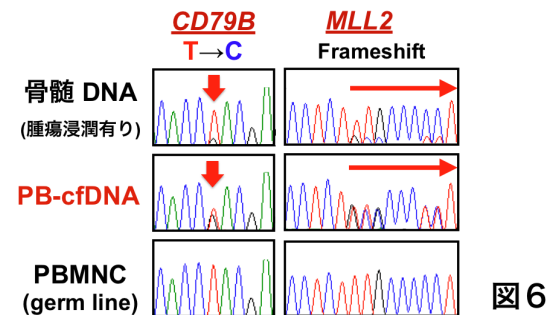 CD79B
MLL2
T→C
Frameshift
骨髄 DNA
(腫瘍浸潤有り)
PB-cfDNA
PBMNC
(germ line)
図6